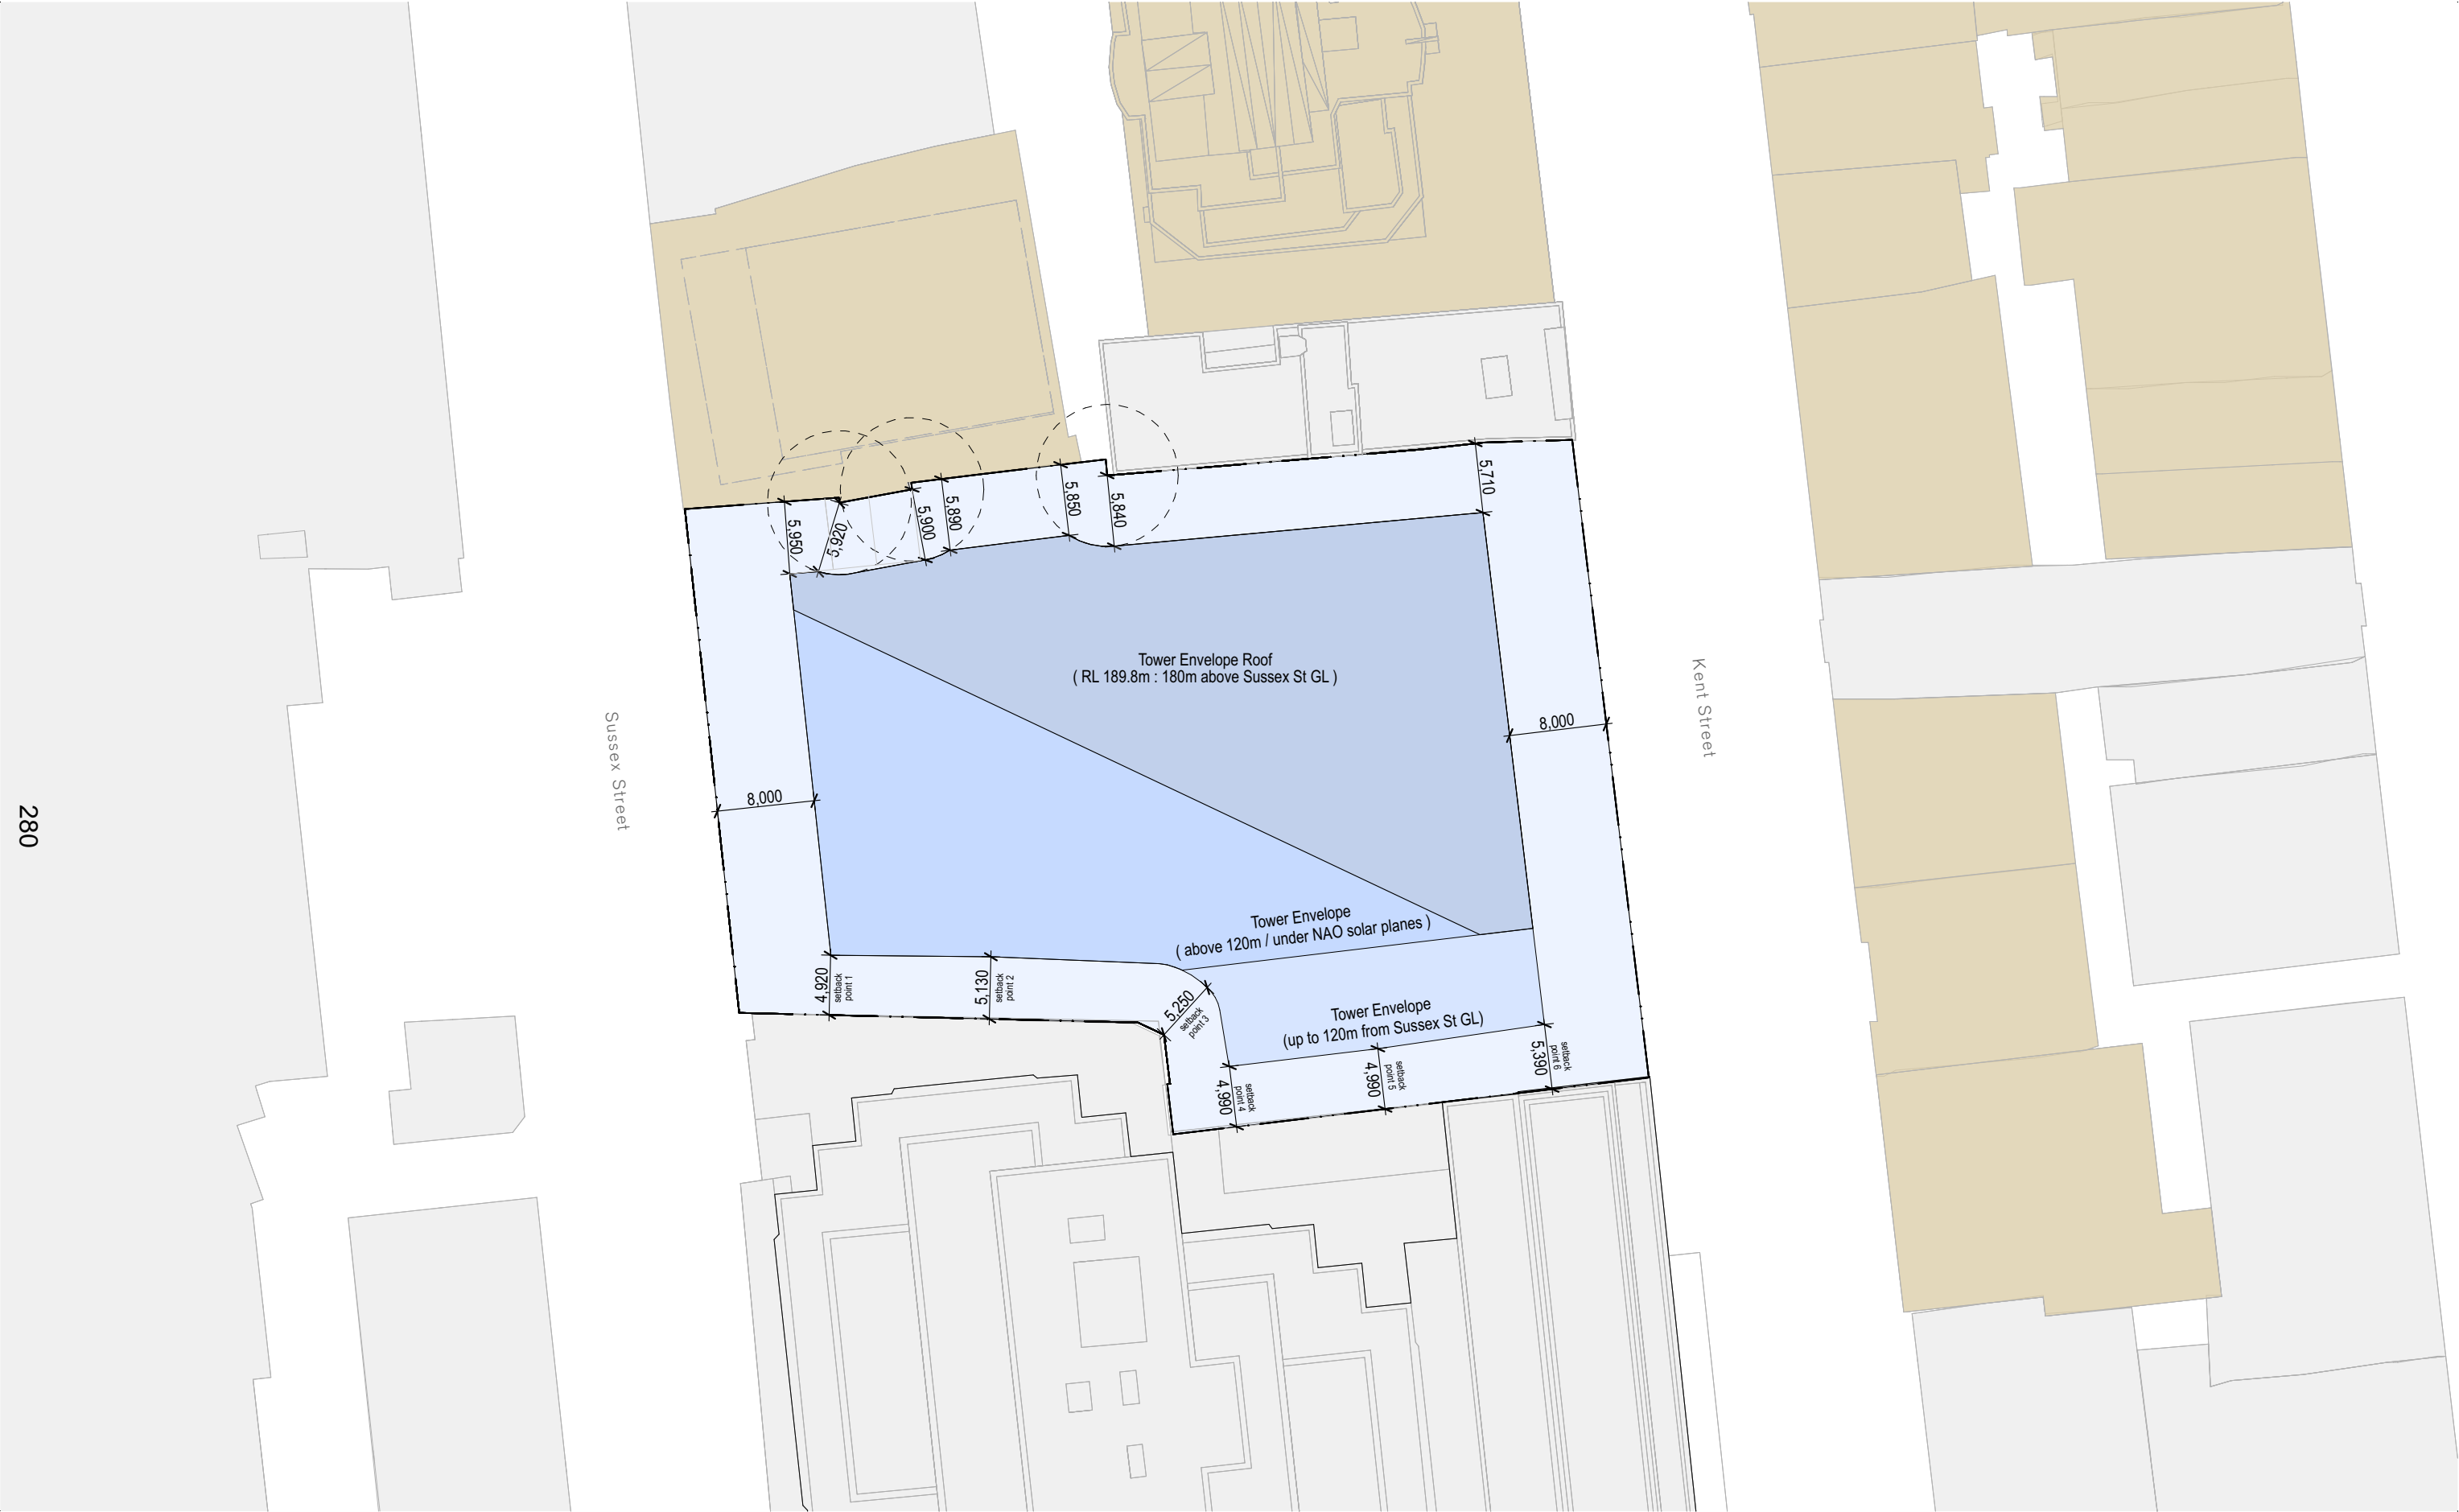 5,950
5,920
5,900
5,890
5,850
5,840
5,710
Tower Envelope Roof
( RL 189.8m : 180m above Sussex St GL )
Sussex Street
Kent Street
8,000
8,000
280
Tower Envelope
( above 120m / under NAO solar planes )
4,920
setback
point 1
5,130
setback
point 2
5,250
setback
point 3
Tower Envelope
(up to 120m from Sussex St GL)
4,990
setback
point 4
4,990
setback
point 5
5,390
setback
point 6